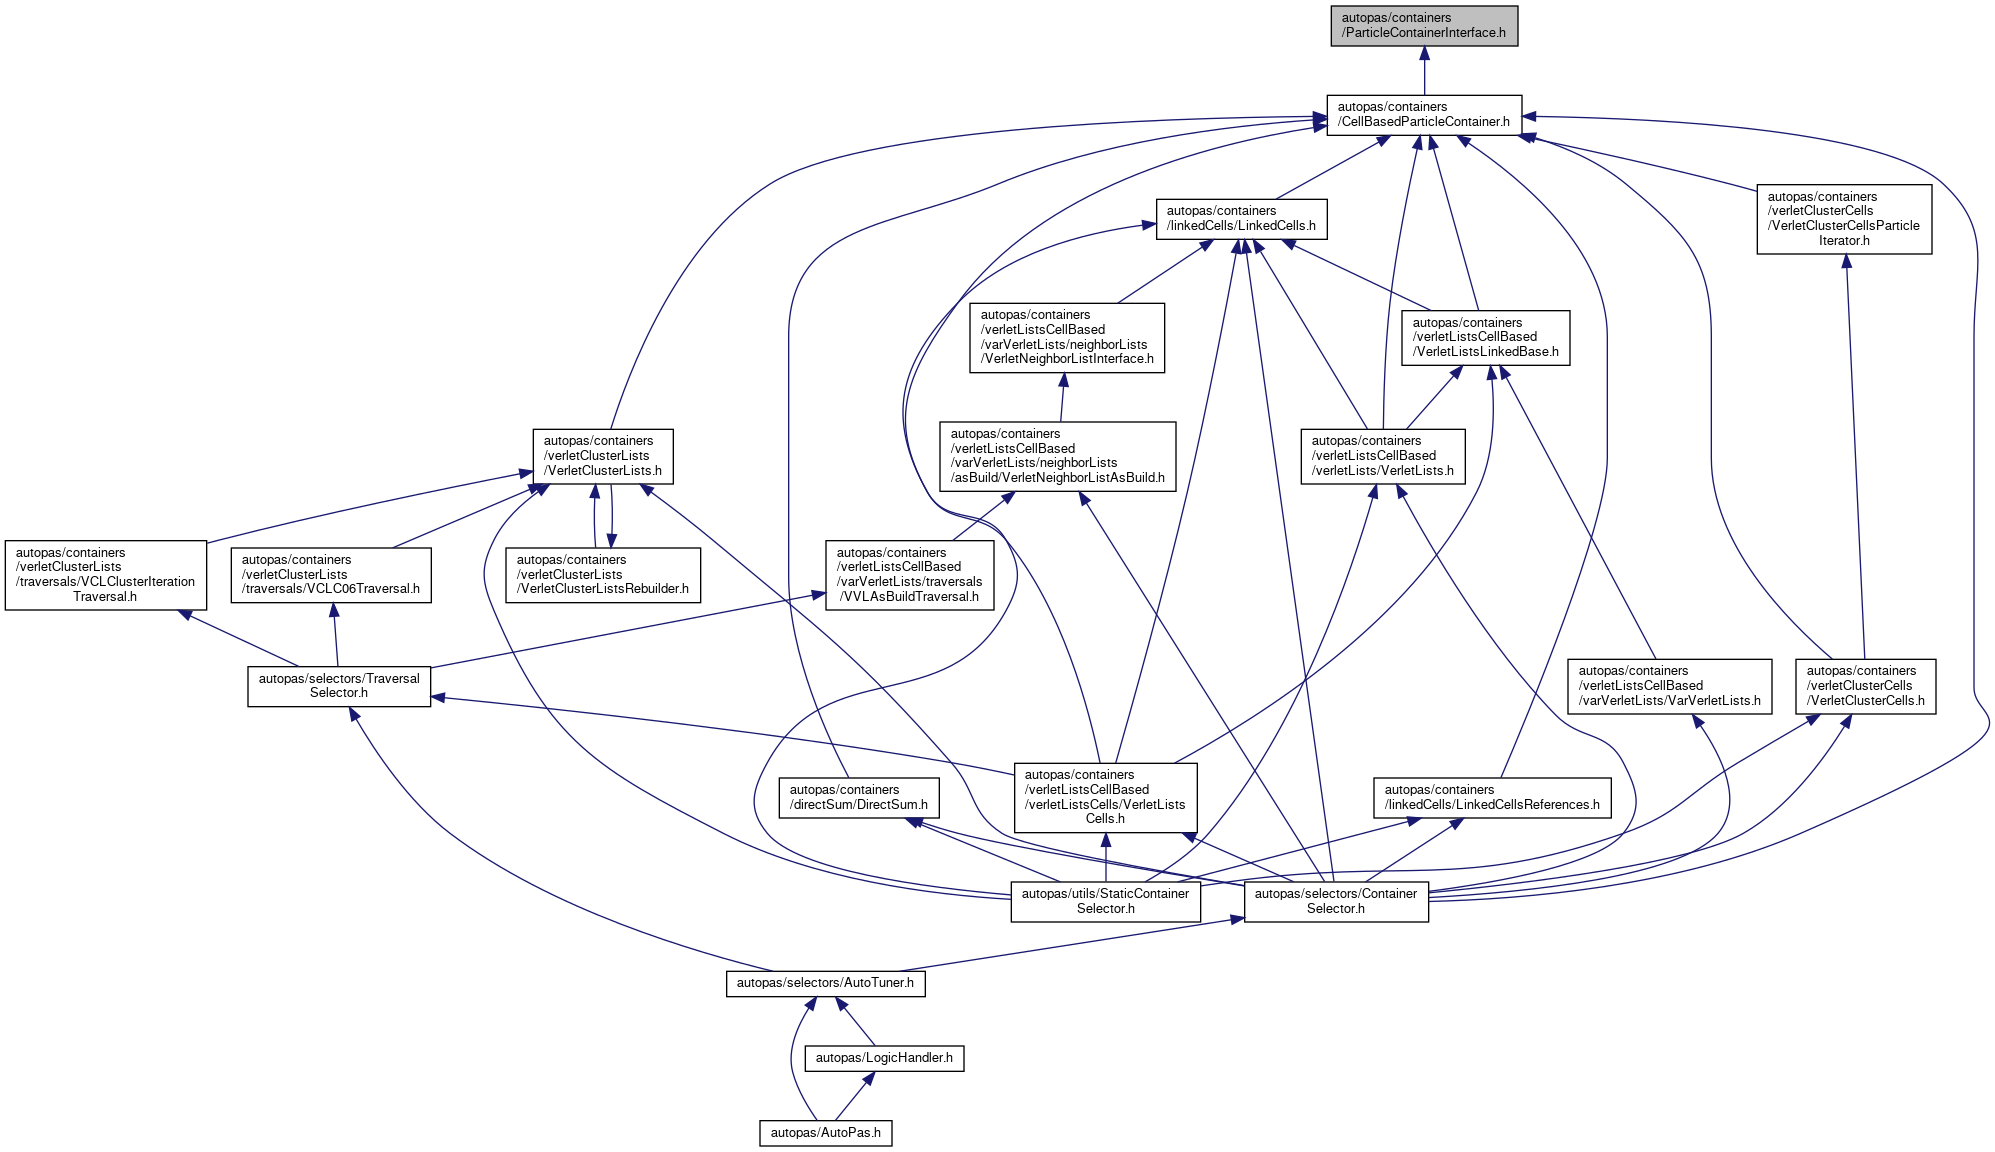 autopas/containers
/ParticleContainerInterface.h
autopas/containers
/CellBasedParticleContainer.h
autopas/containers
/linkedCells/LinkedCells.h
autopas/containers
/verletClusterCells
/VerletClusterCellsParticle
Iterator.h
autopas/containers
/verletListsCellBased
/varVerletLists/neighborLists
/VerletNeighborListInterface.h
autopas/containers
/verletListsCellBased
/VerletListsLinkedBase.h
autopas/containers
/verletClusterLists
/VerletClusterLists.h
autopas/containers
/verletListsCellBased
/varVerletLists/neighborLists
/asBuild/VerletNeighborListAsBuild.h
autopas/containers
/verletListsCellBased
/verletLists/VerletLists.h
autopas/containers
/verletClusterLists
/traversals/VCLClusterIteration
Traversal.h
autopas/containers
/verletClusterLists
/traversals/VCLC06Traversal.h
autopas/containers
/verletClusterLists
/VerletClusterListsRebuilder.h
autopas/containers
/verletListsCellBased
/varVerletLists/traversals
/VVLAsBuildTraversal.h
autopas/selectors/Traversal
Selector.h
autopas/containers
/verletListsCellBased
/varVerletLists/VarVerletLists.h
autopas/containers
/verletClusterCells
/VerletClusterCells.h
autopas/containers
/directSum/DirectSum.h
autopas/containers
/verletListsCellBased
/verletListsCells/VerletLists
Cells.h
autopas/containers
/linkedCells/LinkedCellsReferences.h
autopas/utils/StaticContainer
Selector.h
autopas/selectors/Container
Selector.h
autopas/selectors/AutoTuner.h
autopas/LogicHandler.h
autopas/AutoPas.h